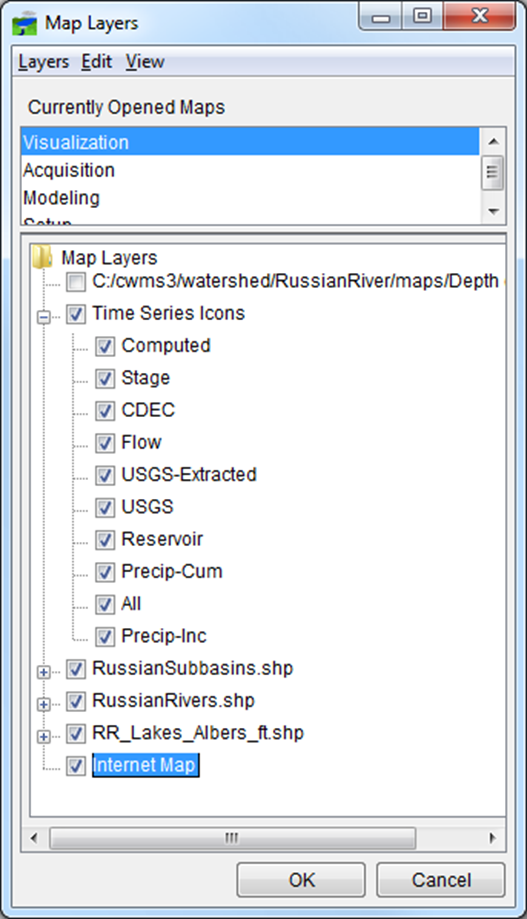 Map Layers
Layers Edit View
Currently Opened Maps
Visualization
Acquisition
Modeling
Setup
Map Layers
C:/cwms3/watershed/RussianRiver/maps/Depth
Time Series Icons
Computed
Stage
CDEC
Flow
USGS-Extracted
USGS
Reservoir
Precip-Cum
All
Precip-Inc
RussianSubbasins.shp
RussianRivers.shp
RR_Lakes_Albers_ft.shp
Internet Map
OK Cancel